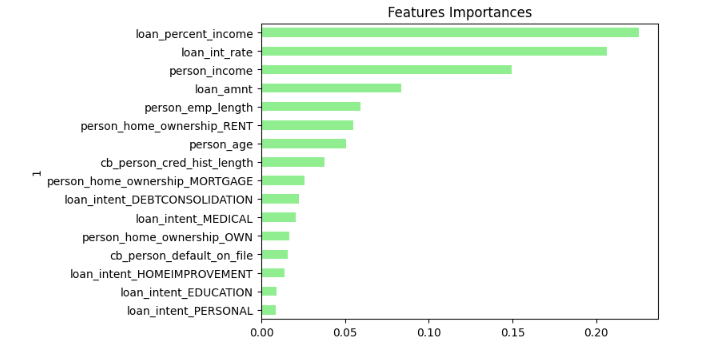 Features Importances
loan_percent_income
loan_int_rate
person_income
loan_amnt
person_emp_length
person_home_ownership_RENT
person_age
cb_person_cred_hist_length
1
person_home_ownership_MORTGAGE
loan_intent_DEBTCONSOLIDATION
loan_intent_MEDICAL
person_home_ownership_OWN
cb_person_default_on_file
loan_intent_HOMEIMPROVEMENT
loan_intent_EDUCATION
loan_intent_PERSONAL
0.00 0.05 0.10 0.15 0.20